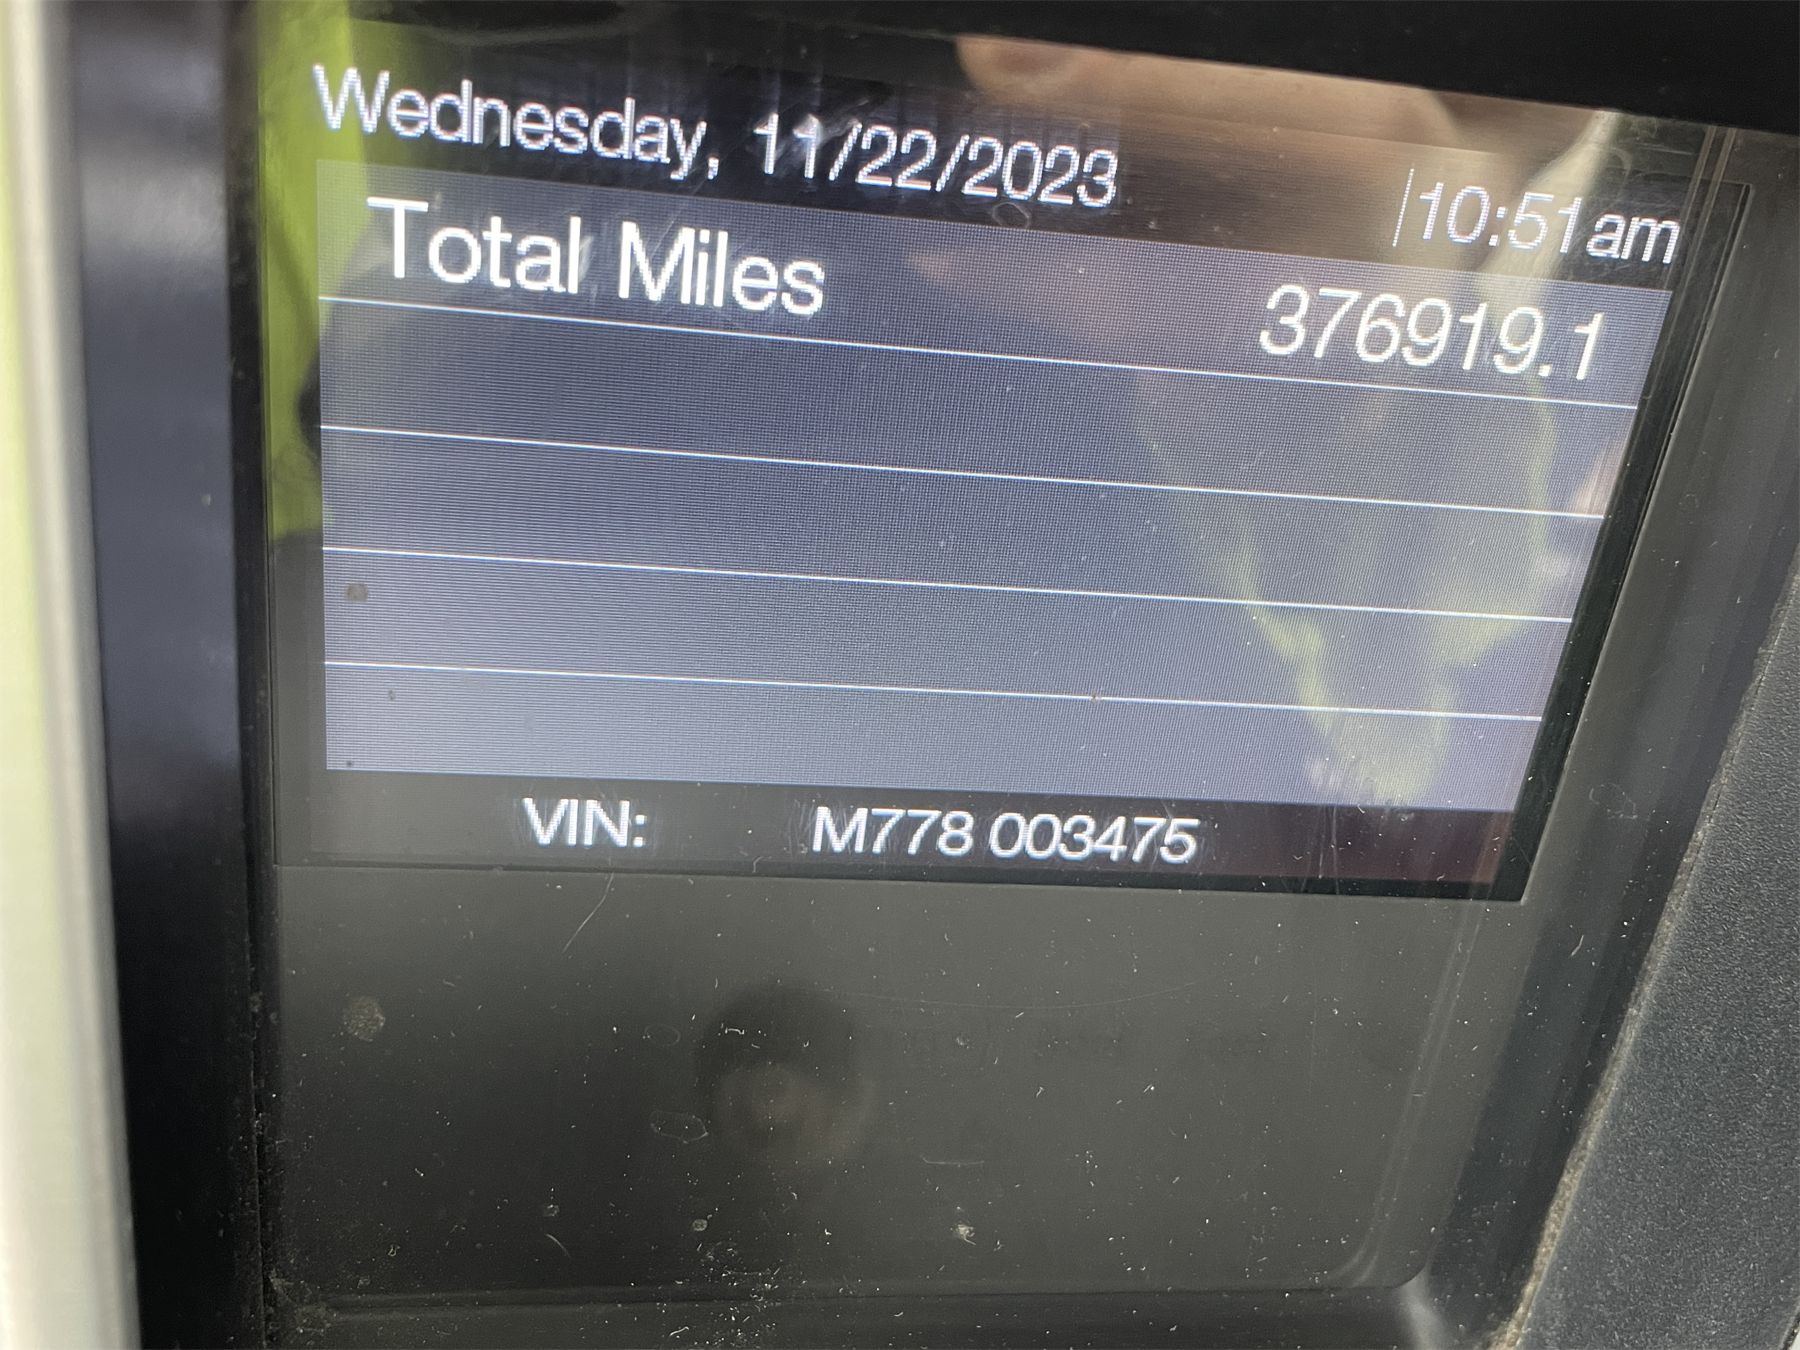 Wednesday, 11/22/2023 10:51am
Total Miles 376919.1
VIN: M778 003475